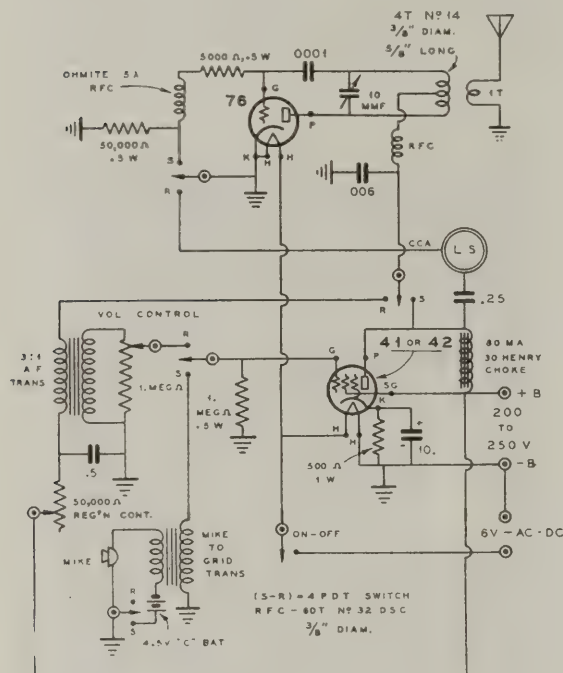 4T Nº 14
3/8" DIAM.
5/8" LONG
5000 Ω, .5 W
.0001
OHMITE 5A
RFC
76
G
P
10
MMF
1T
50,000 Ω
.5 W
K
H
H
RFC
S
R
.006
CCA
LS
.25
VOL CONTROL
R
S
41 OR 42
80 MA
30 HENRY
CHOKE
3:1
A F
TRANS
R
S
1. MEG Ω
1.
MEG Ω
.5 W
G
P
SG
K
H
H
+ B
200
TO
250 V
- B
.5
500 Ω
1 W
10.
50,000 Ω
REG'N CONT.
ON-OFF
6V - AC - DC
MIKE
MIKE
TO
GRID
TRANS
R
S
4.5V "C" BAT
(S-R) = 4 PDT SWITCH
RFC - 60T Nº 32 DSC
3/8" DIAM.